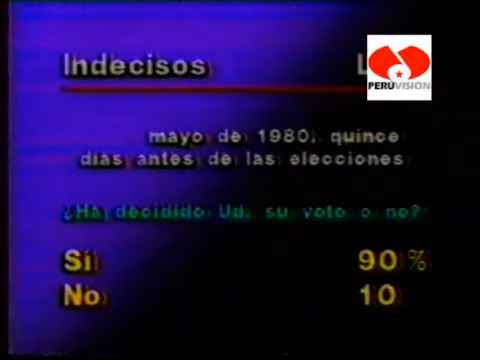 Indecisos
PERÚVISIÓN
mayo de 1980, quince
días antes de las elecciones
¿Ha decidido Ud. su voto o no?
Sí 90 %
No 10